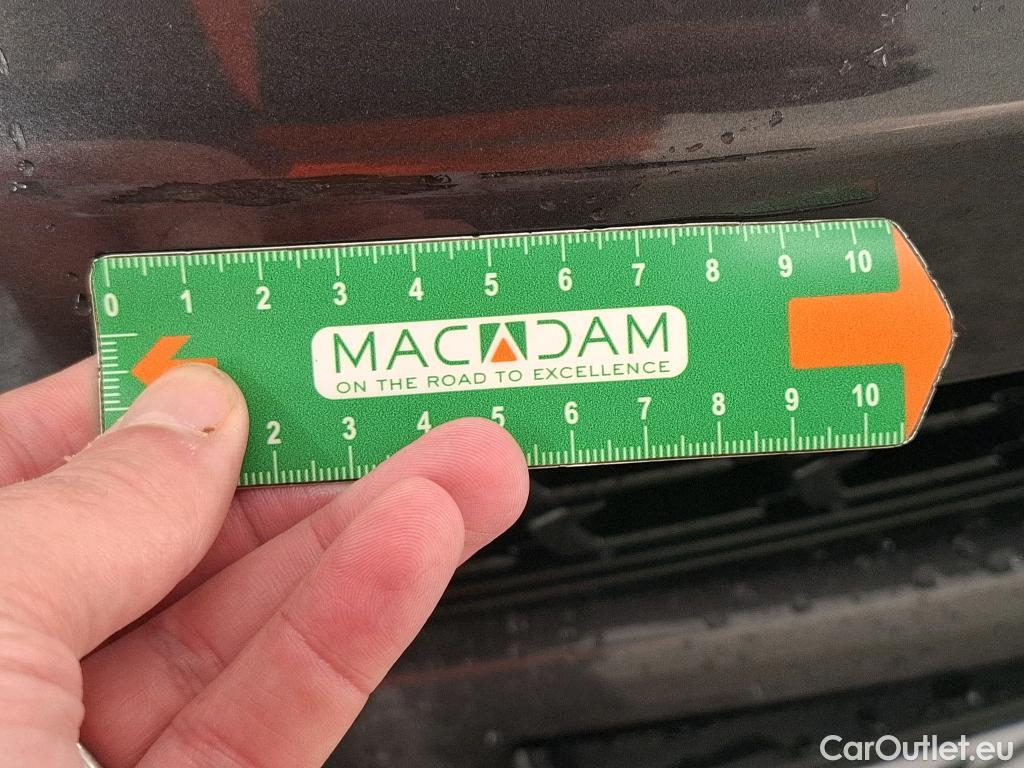 0 1 2 3 4 5 6 7 8 9 10
MACADAM
ON THE ROAD TO EXCELLENCE
2 3 4 5 6 7 8 9 10
CarOutlet.eu